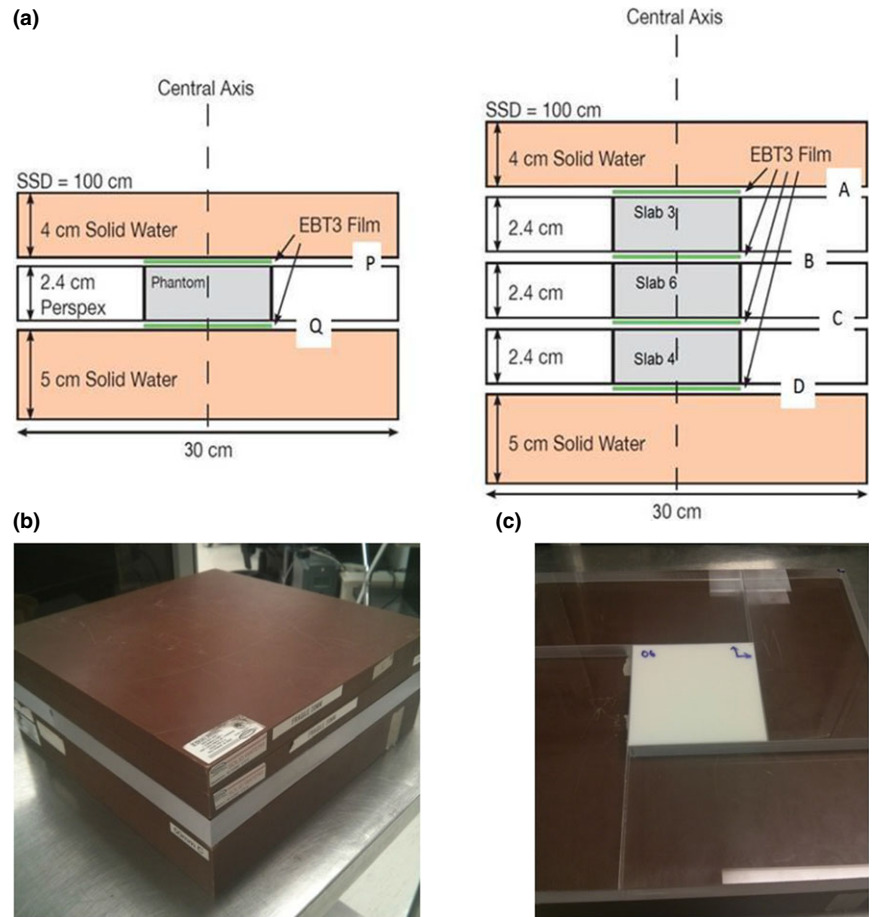 (a)
Central Axis
SSD = 100 cm
4 cm Solid Water
EBT3 Film
P
2.4 cm
Perspex
Phantom
Q
5 cm Solid Water
30 cm
Central Axis
SSD = 100 cm
4 cm Solid Water
EBT3 Film
A
Slab 3
2.4 cm
B
Slab 6
2.4 cm
C
Slab 4
2.4 cm
D
5 cm Solid Water
30 cm
(b)
(c)
06